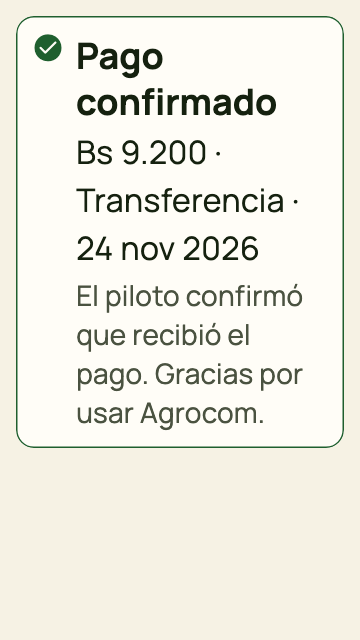 Pago
confirmado
Bs 9.200 ·
Transferencia ·
24 nov 2026
El piloto confirmó
que recibió el
pago. Gracias por
usar Agrocom.